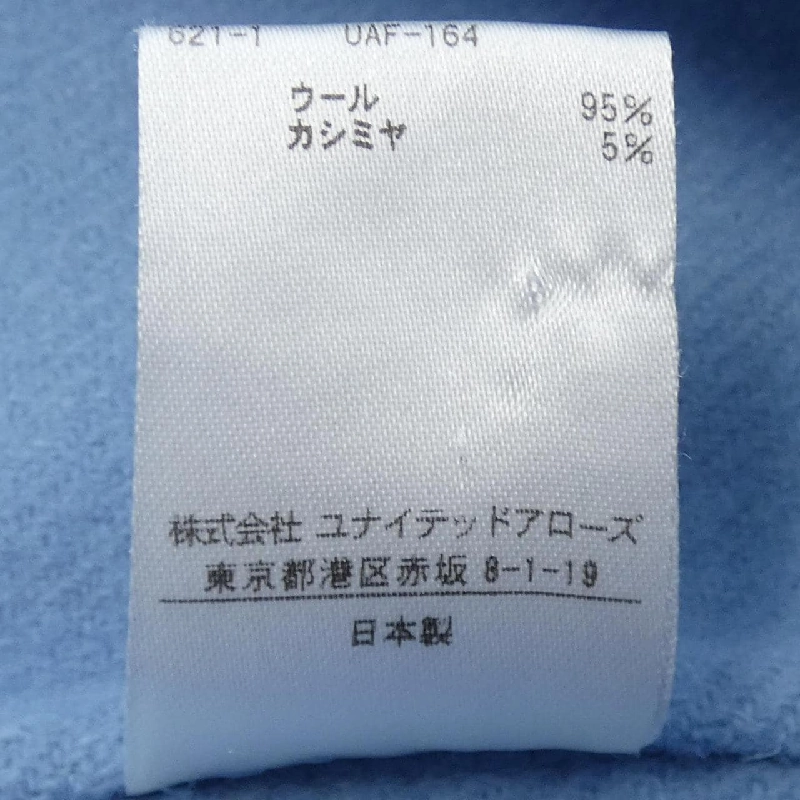 621-1 UAF-164
ウール 95%
カシミヤ 5%
株式会社 ユナイテッドアローズ
東京都港区赤坂 8-1-19
日本製